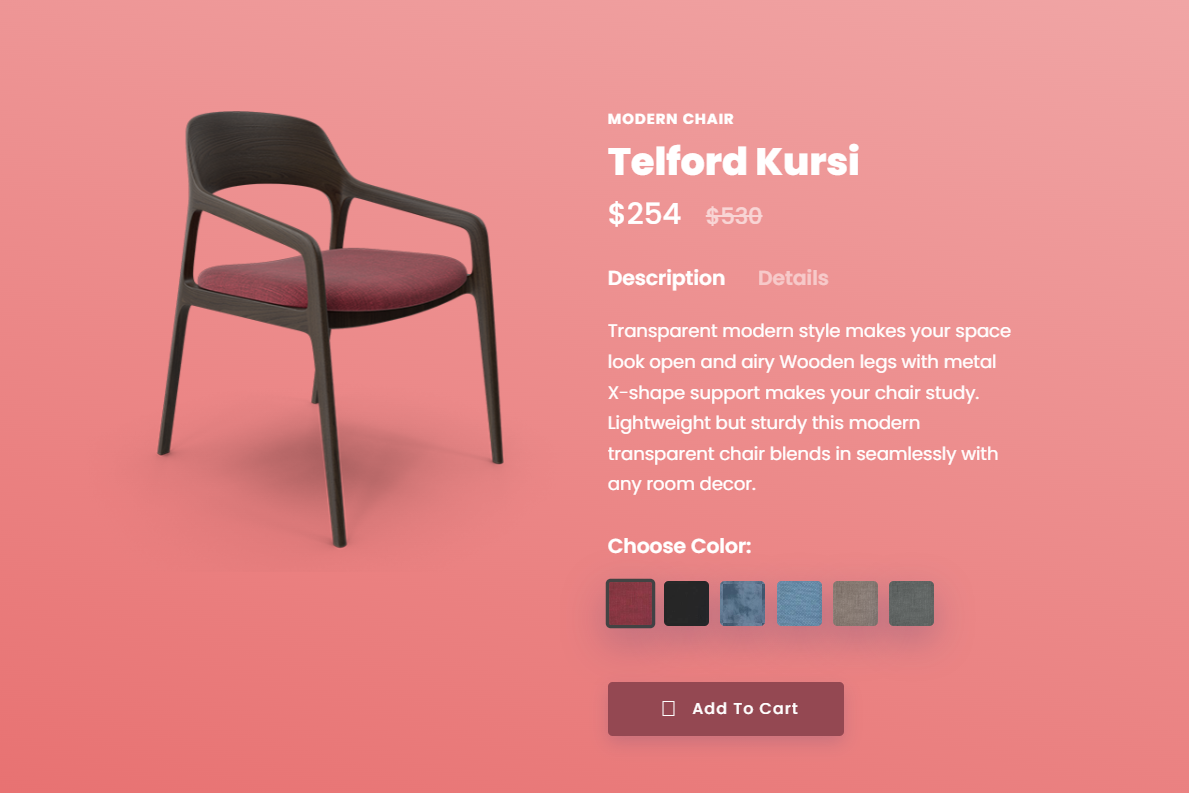 MODERN CHAIR
Telford Kursi
$254 $530
Description Details
Transparent modern style makes your space
look open and airy Wooden legs with metal
X-shape support makes your chair study.
Lightweight but sturdy this modern
transparent chair blends in seamlessly with
any room decor.
Choose Color:
Add To Cart